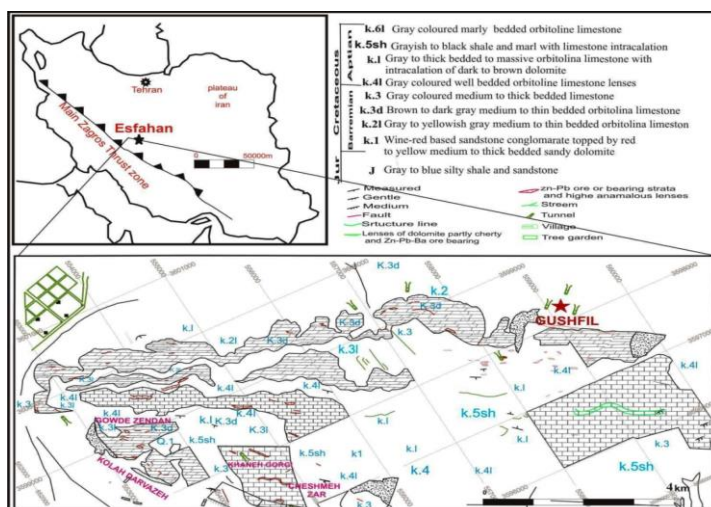 Tehran
plateau
of
iran
Esfahan
Main Zagros Thrust zone
0
50000m
Cretaceous
Jur
Aptian
Barremian
k.6l Gray coloured marly bedded orbitoline limestone
k.5sh Grayish to black shale and marl with limestone intracalation
k.l Gray to thick bedded to massive orbitolina limestone with
intracalation of dark to brown dolomite
k.4l Gray coloured well bedded orbitoline limestone lenses
k.3 Gray coloured medium to thick bedded limestone
k.3d Brown to dark gray medium to thin bedded orbitolina limestone
k.2l Gray to yellowish gray medium to thin bedded orbitolina limeston
k.1 Wine-red based sandstone conglomarate topped by red
to yellow medium to thick bedded sandy dolomite
J Gray to blue silty shale and sandstone
Measured
Gentle
Medium
Fault
Srtucture line
Lenses of dolomite partly cherty
and Zn-Pb-Ba ore bearing
zn-Pb ore or bearing strata
and highe anamalous lenses
Streem
Tunnel
Village
Tree garden
K.3d
k.2
K.3d
GUSHFIL
k.l
k.2l
K.3d
K.3d
k.3
k.3l
k.l
4l
k.4l
k.4l
k.3
k.4l
k.3l
4l
k.4l
GOWDE ZENDAN
k.4l
k.l
K.3d
k.4l
K.3l
k.5sh
k.l
Q.1
k.5sh
KOLAH DARVAZEH
k.3
KHANEH GORG
CHESHMEH
ZAR
k.5sh
k1
k.l
k.4l
k.4
k.4l
k.l
k.3
k.3
k.5sh
4km